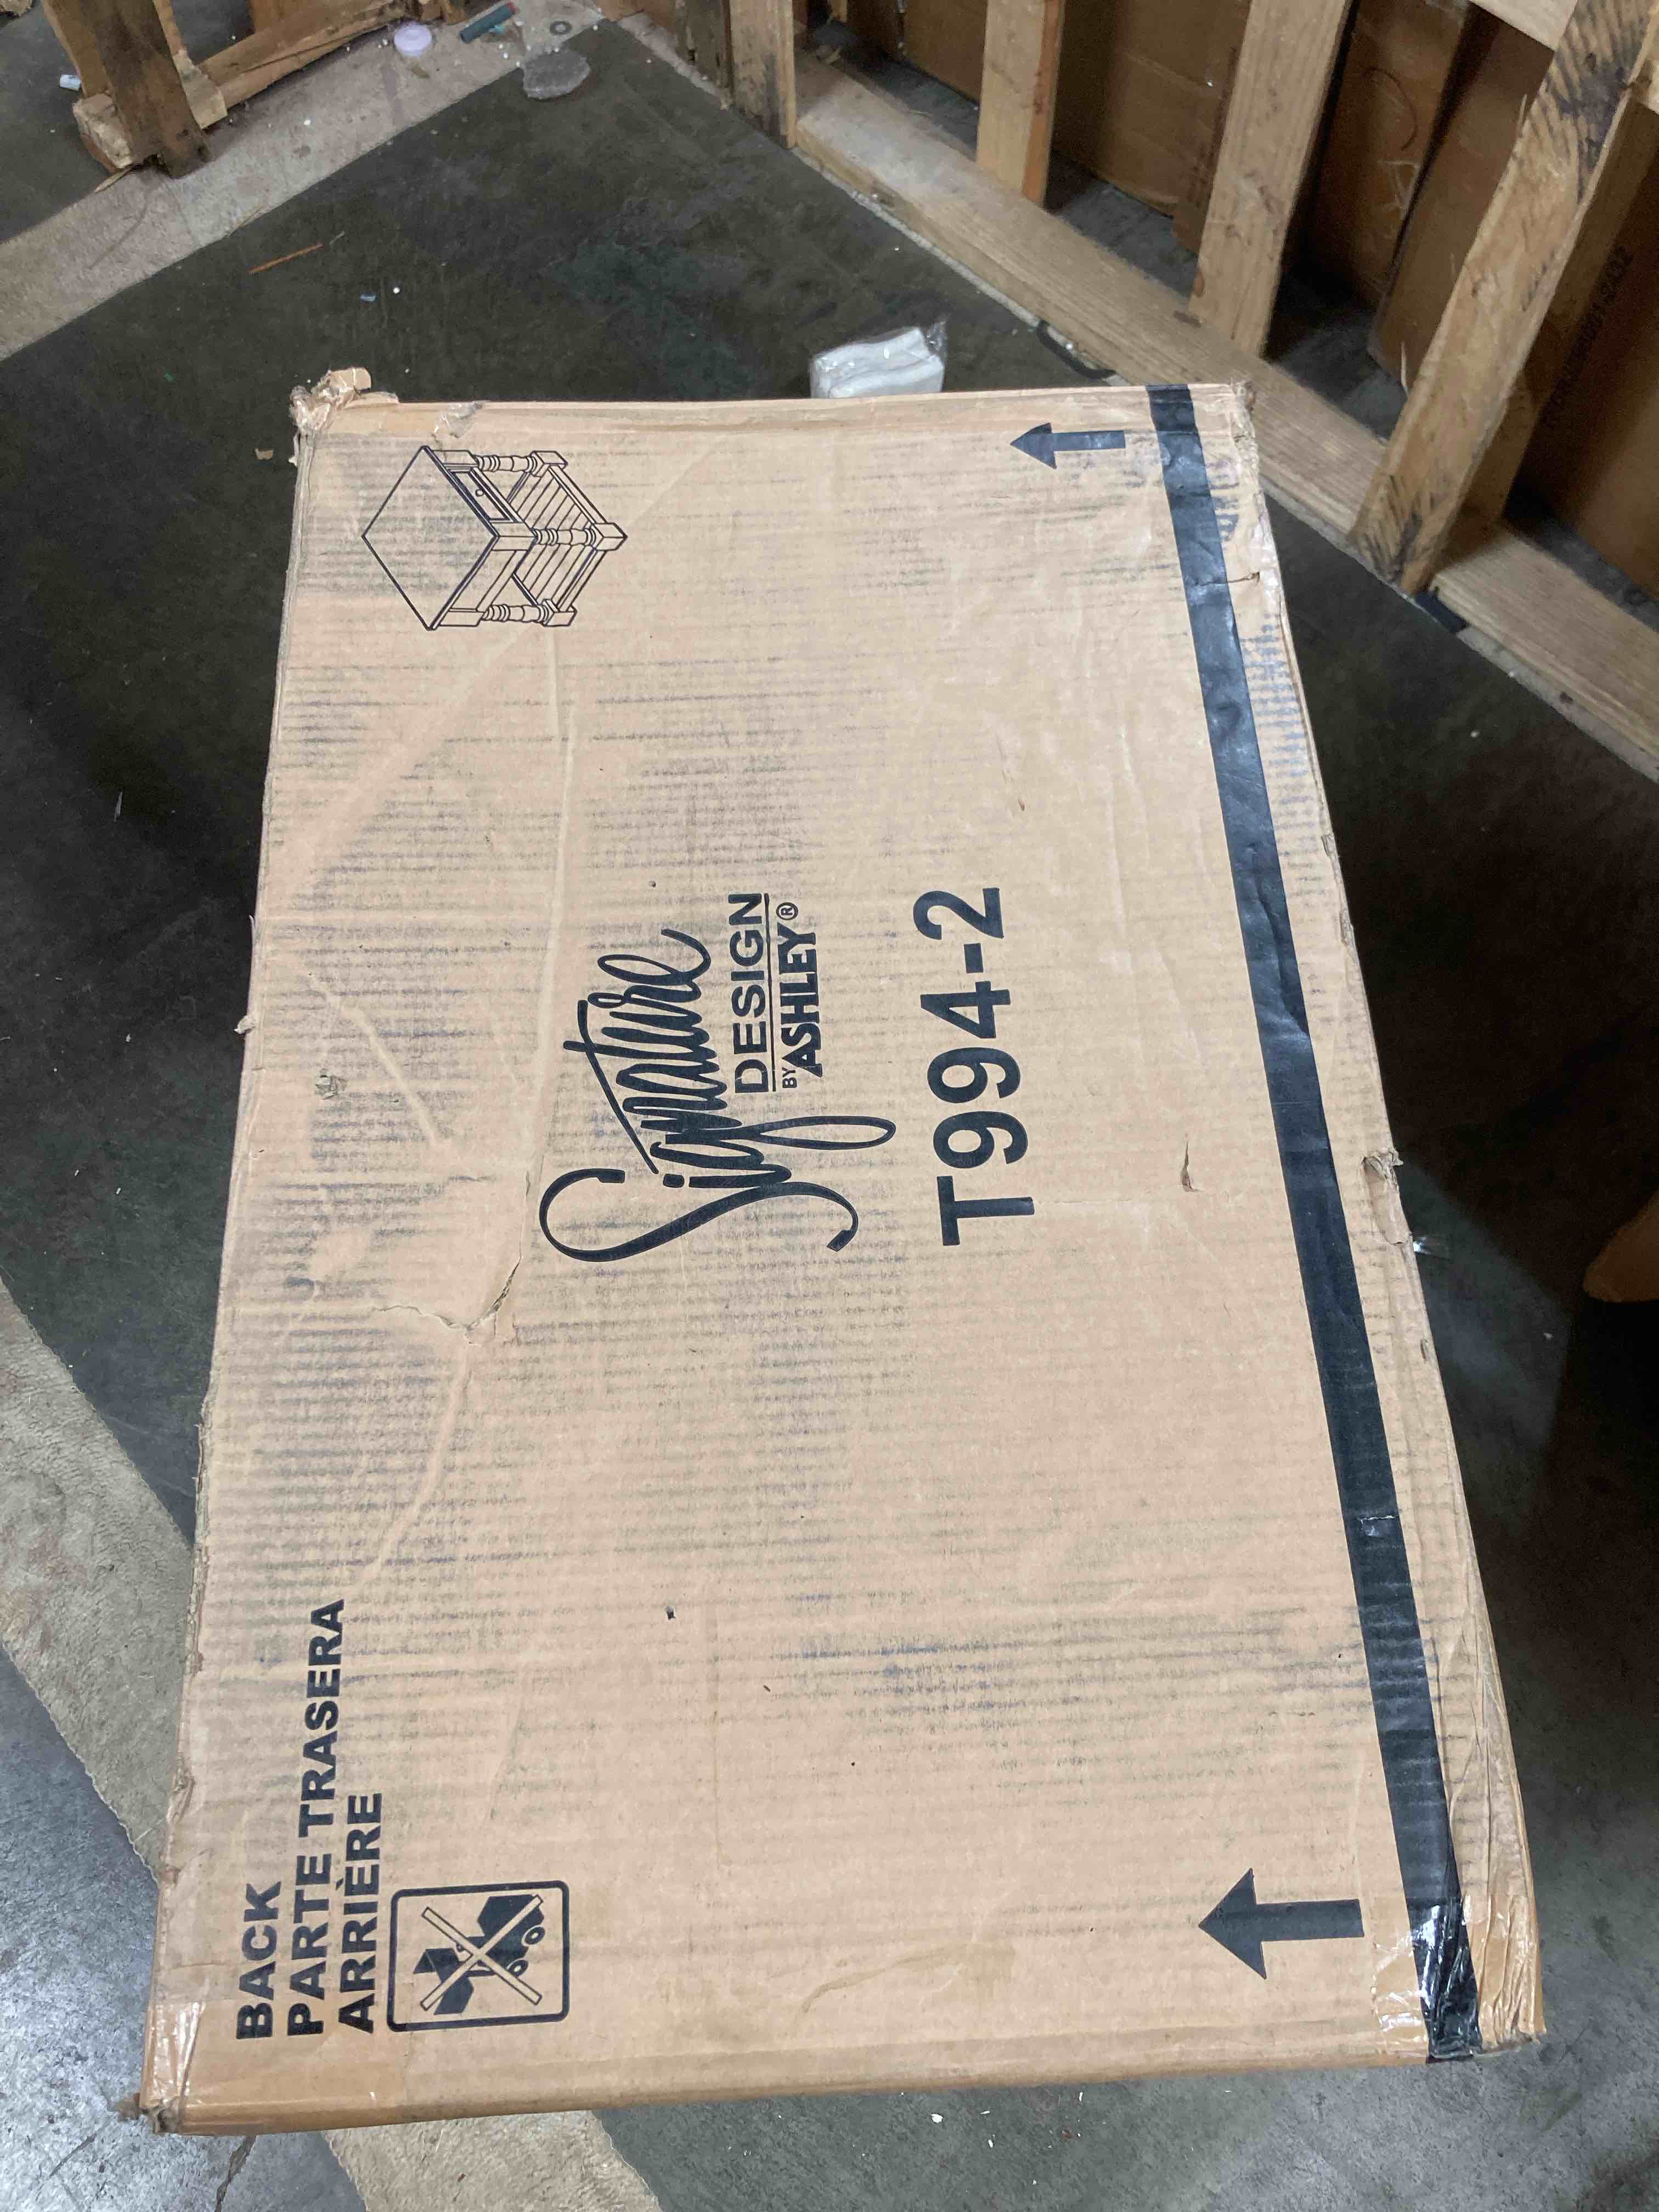 BACK
PARTE TRASERA
ARRIÈRE
Signature
DESIGN
BY ASHLEY®
T994-2